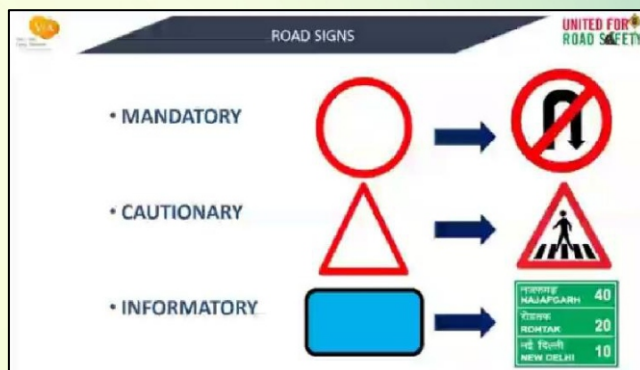 ROAD SIGNS
UNITED FOR
ROAD SAFETY
• MANDATORY
• CAUTIONARY
• INFORMATORY
नजफगढ़
NAJAFGARH 40
रोहतक
ROHTAK 20
नई दिल्ली
NEW DELHI 10